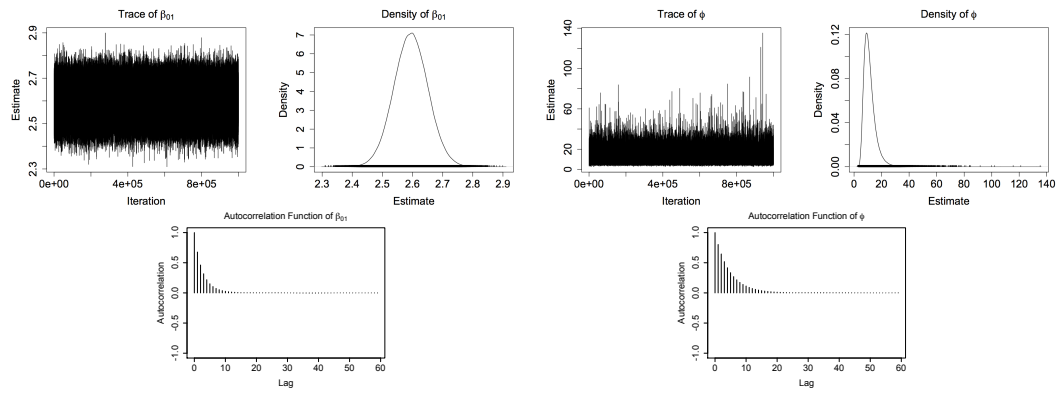 Trace of β01
Estimate
2.3 2.5 2.7 2.9
0e+00 4e+05 8e+05
Iteration
Density of β01
Density
0 1 2 3 4 5 6 7
2.3 2.4 2.5 2.6 2.7 2.8 2.9
Estimate
Trace of ϕ
Estimate
0 20 60 100 140
0e+00 4e+05 8e+05
Iteration
Density of ϕ
Density
0.00 0.04 0.08 0.12
0 20 40 60 80 100 120 140
Estimate
Autocorrelation Function of β01
Autocorrelation
-1.0 -0.5 0.0 0.5 1.0
0 10 20 30 40 50 60
Lag
Autocorrelation Function of ϕ
Autocorrelation
-1.0 -0.5 0.0 0.5 1.0
0 10 20 30 40 50 60
Lag